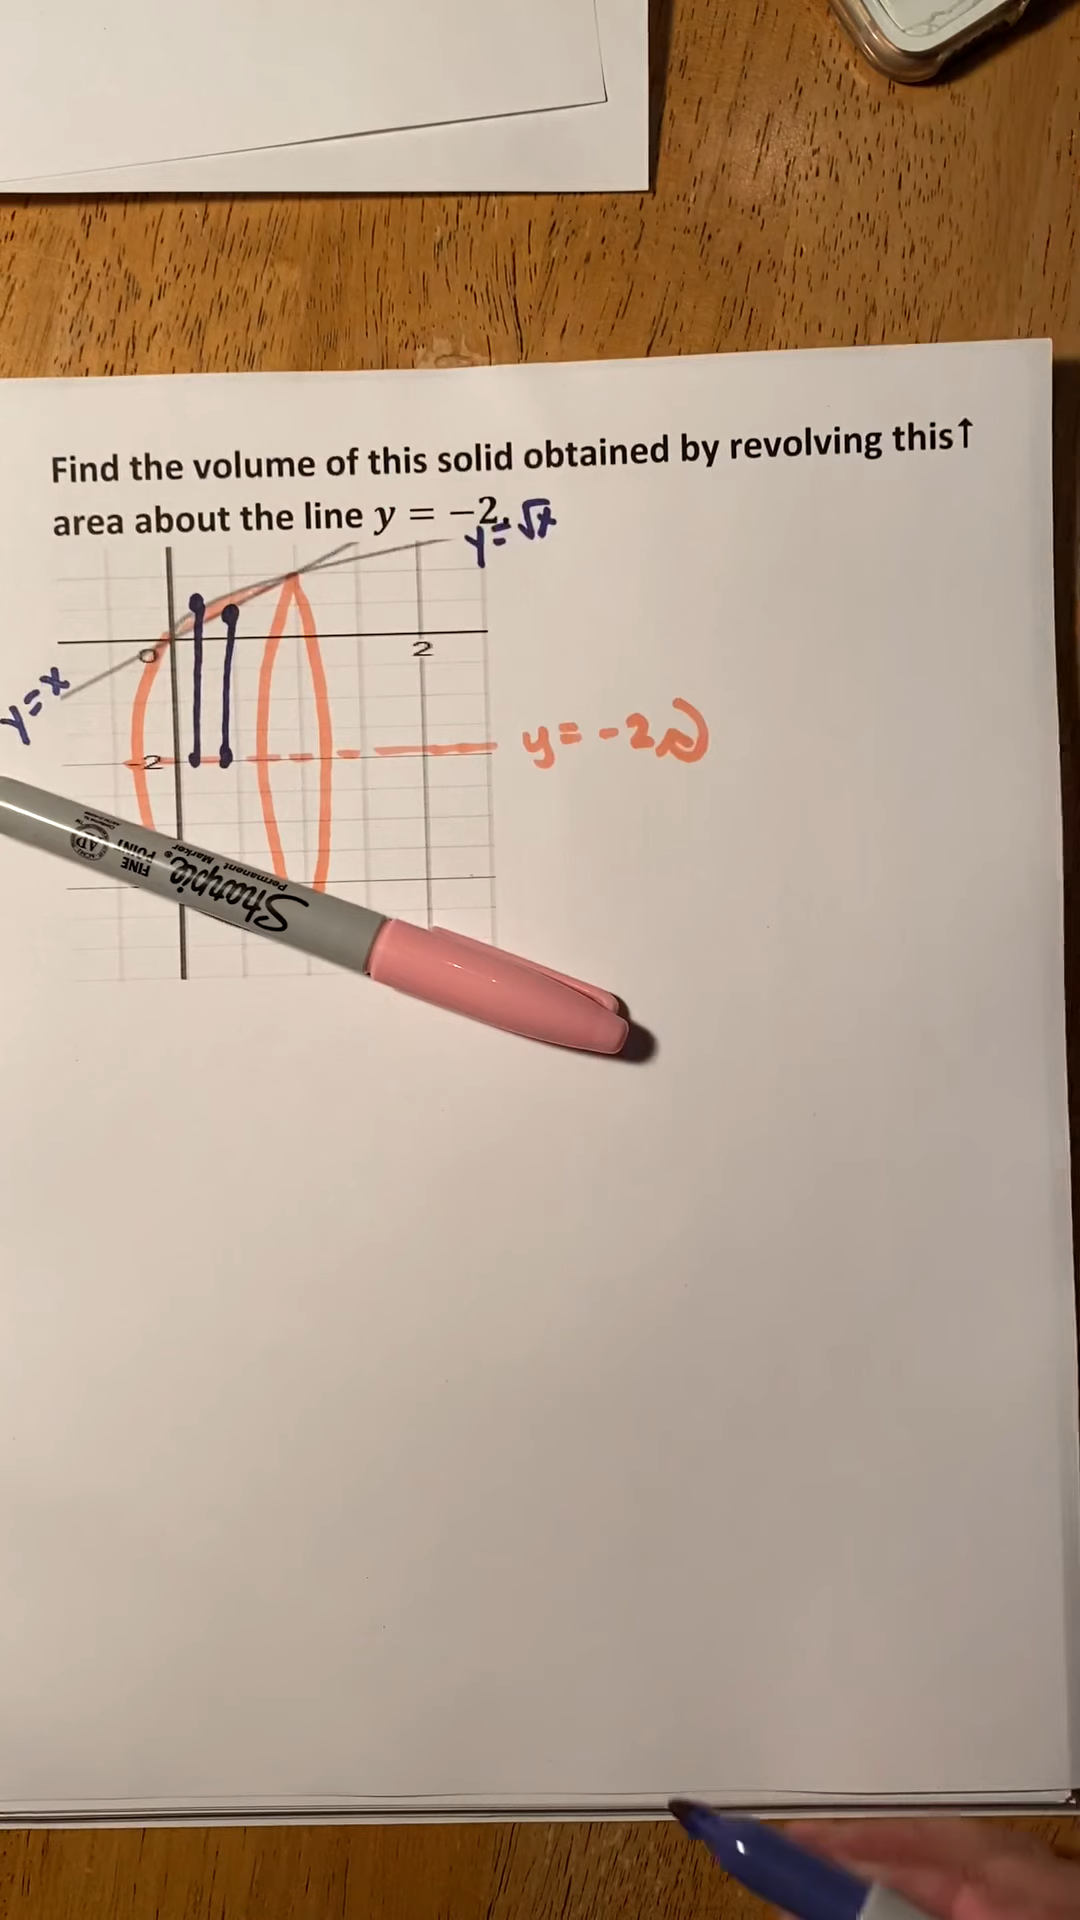 Find the volume of this solid obtained by revolving this↑
area about the line y = −2.
y=√x
0
2
y=x
y=-2
-2
AD
FINE
POINT
Sharpie®
Permanent Marker